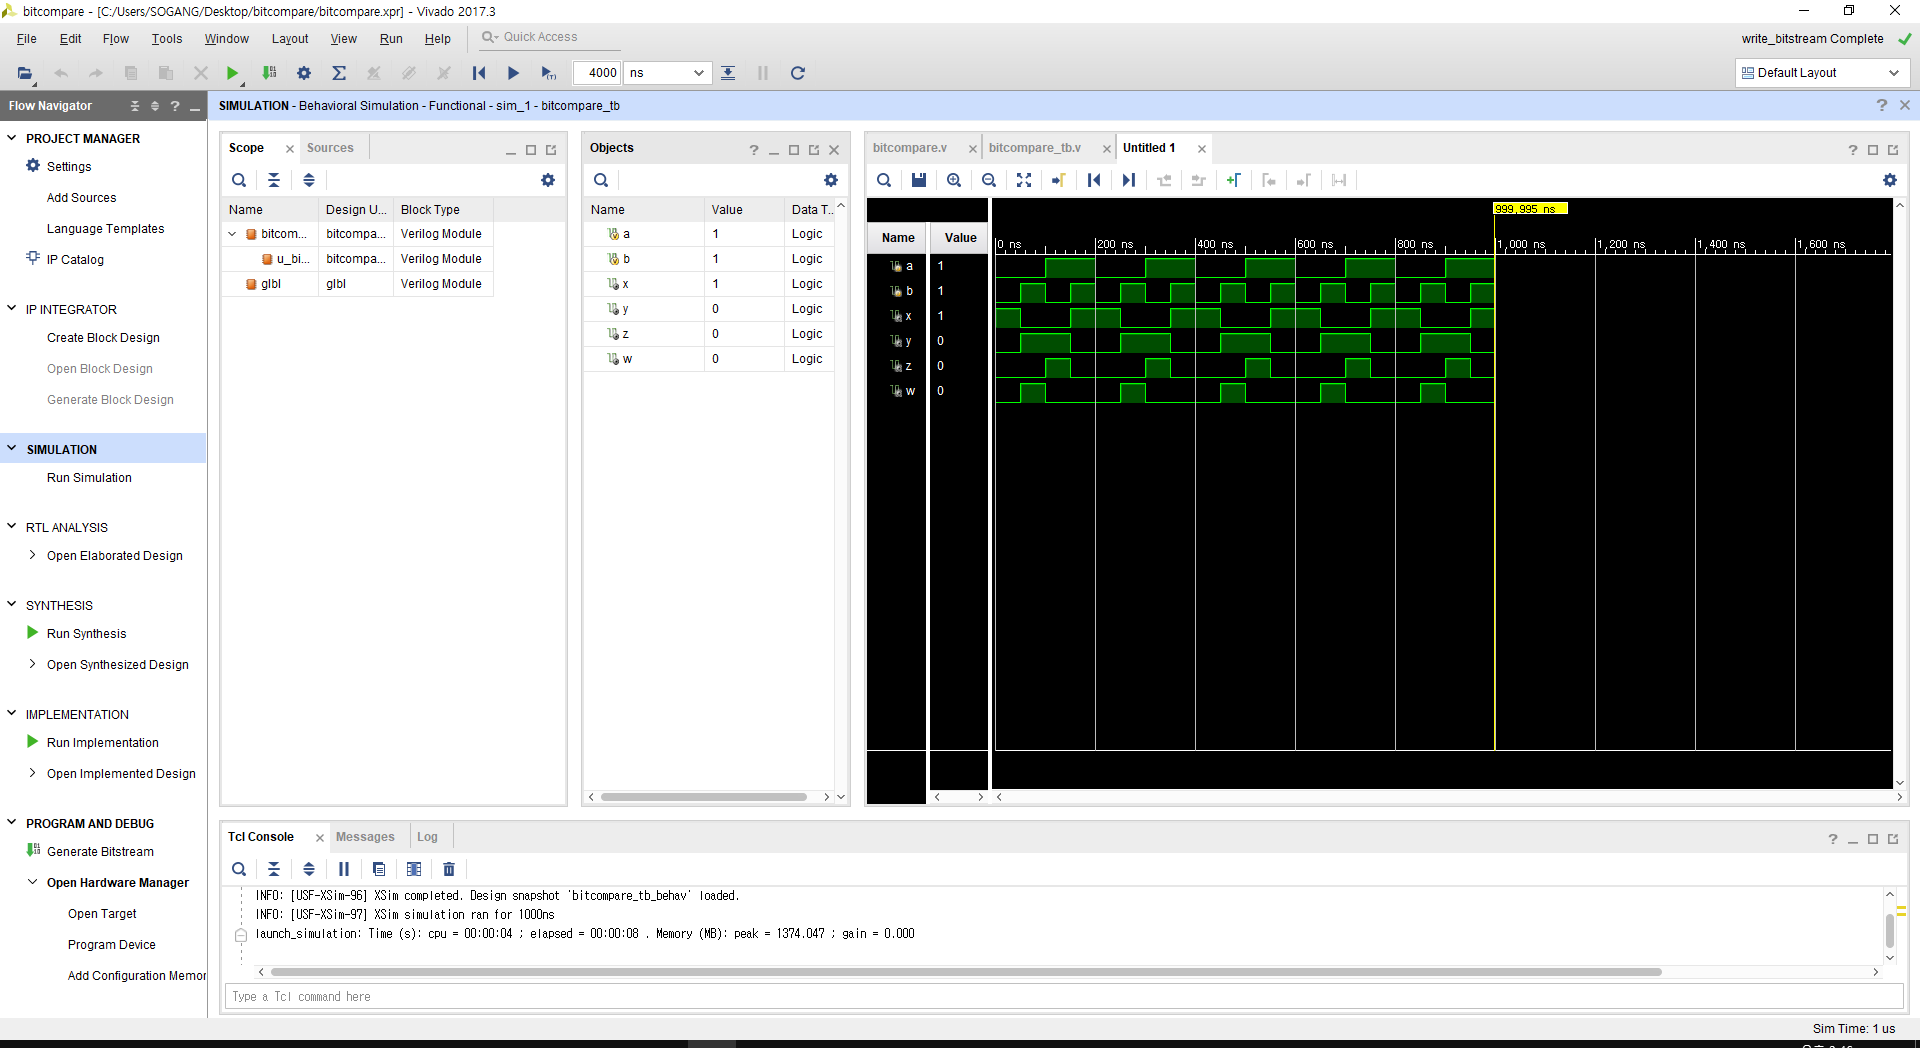 bitcompare - [C:/Users/SOGANG/Desktop/bitcompare/bitcompare.xpr] - Vivado 2017.3
File Edit Flow Tools Window Layout View Run Help Quick Access
write_bitstream Complete
4000 ns
Default Layout
Flow Navigator
SIMULATION - Behavioral Simulation - Functional - sim_1 - bitcompare_tb
PROJECT MANAGER
Settings
Add Sources
Language Templates
IP Catalog
IP INTEGRATOR
Create Block Design
Open Block Design
Generate Block Design
SIMULATION
Run Simulation
RTL ANALYSIS
Open Elaborated Design
SYNTHESIS
Run Synthesis
Open Synthesized Design
IMPLEMENTATION
Run Implementation
Open Implemented Design
PROGRAM AND DEBUG
Generate Bitstream
Open Hardware Manager
Open Target
Program Device
Add Configuration Memor
Scope Sources
Name Design U... Block Type
bitcom... bitcompa... Verilog Module
u_bi... bitcompa... Verilog Module
glbl glbl Verilog Module
Objects
Name Value Data T...
a 1 Logic
b 1 Logic
x 1 Logic
y 0 Logic
z 0 Logic
w 0 Logic
bitcompare.v bitcompare_tb.v Untitled 1
999,995 ns
Name Value
0 ns 200 ns 400 ns 600 ns 800 ns 1,000 ns 1,200 ns 1,400 ns 1,600 ns
a 1
b 1
x 1
y 0
z 0
w 0
Tcl Console Messages Log
INFO: [USF-XSim-96] XSim completed. Design snapshot 'bitcompare_tb_behav' loaded.
INFO: [USF-XSim-97] XSim simulation ran for 1000ns
launch_simulation: Time (s): cpu = 00:00:04 ; elapsed = 00:00:08 . Memory (MB): peak = 1374.047 ; gain = 0.000
Type a Tcl command here
Sim Time: 1 us